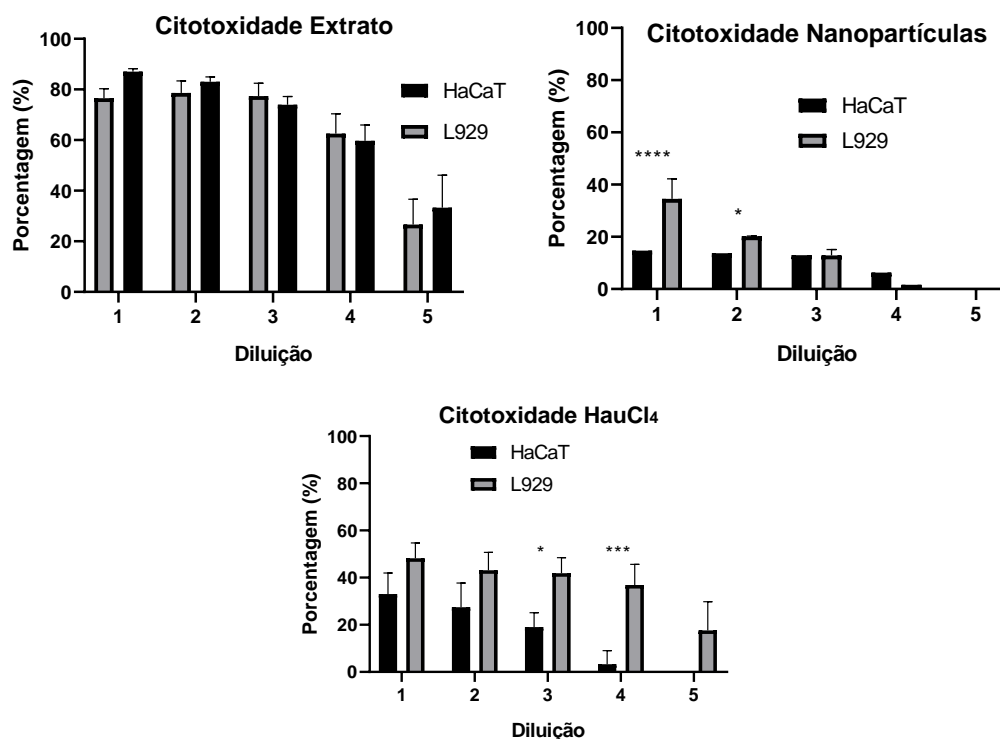 Citotoxidade Extrato
Porcentagem (%)
100
80
60
40
20
0
HaCaT
L929
1 2 3 4 5
Diluição
Citotoxidade Nanopartículas
Porcentagem (%)
100
80
60
40
20
0
HaCaT
L929
****
*
1 2 3 4 5
Diluição
Citotoxidade HauCl₄
Porcentagem (%)
100
80
60
40
20
0
HaCaT
L929
* ***
1 2 3 4 5
Diluição